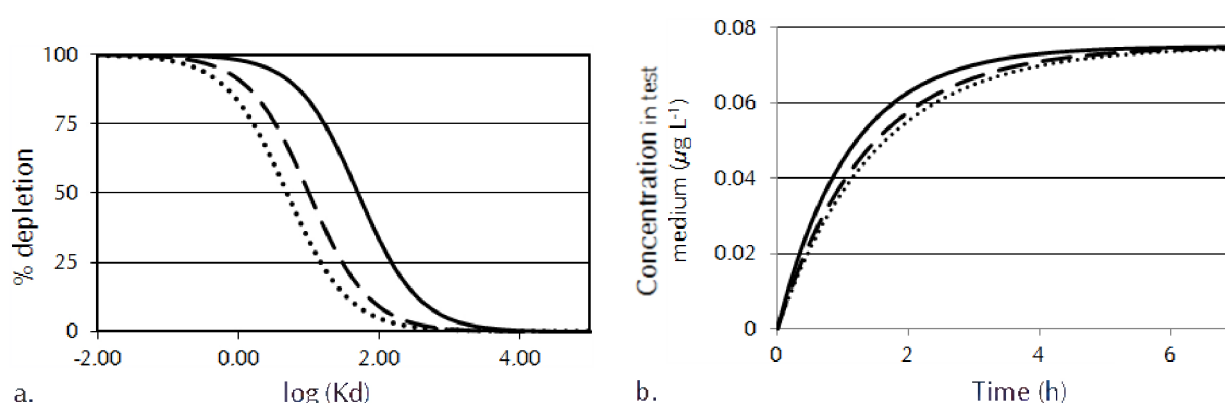 100
75
50
25
0
% depletion
-2.00 0.00 2.00 4.00
a. log (Kd)
0.08
0.06
0.04
0.02
0
Concentration in test
medium (µg L-1)
0 2 4 6
b. Time (h)